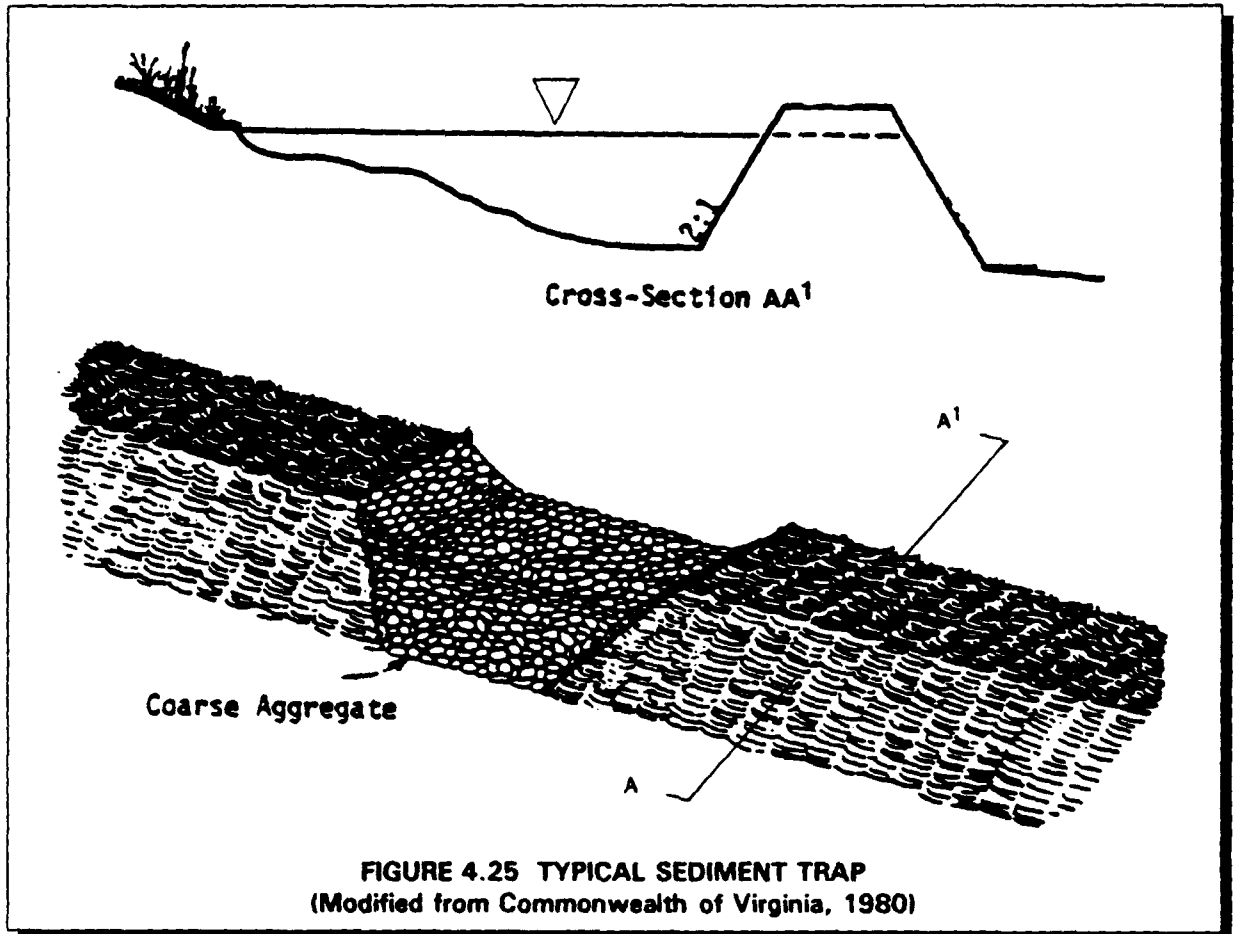 2:1
Cross-Section AA¹
A¹
Coarse Aggregate
A
FIGURE 4.25 TYPICAL SEDIMENT TRAP
(Modified from Commonwealth of Virginia, 1980)